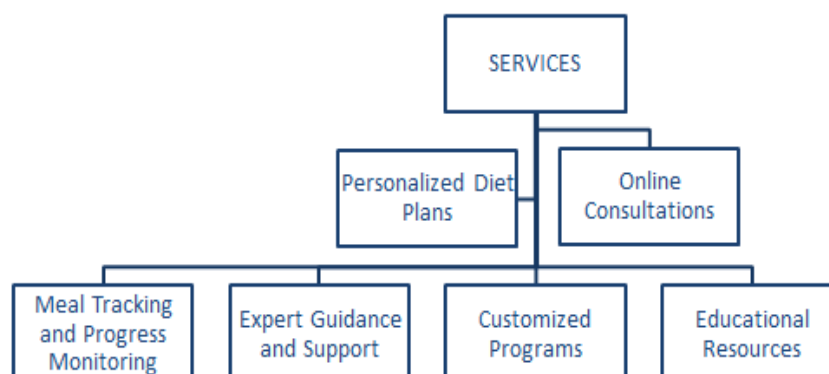 SERVICES
Personalized Diet
Plans
Online
Consultations
Meal Tracking
and Progress
Monitoring
Expert Guidance
and Support
Customized
Programs
Educational
Resources